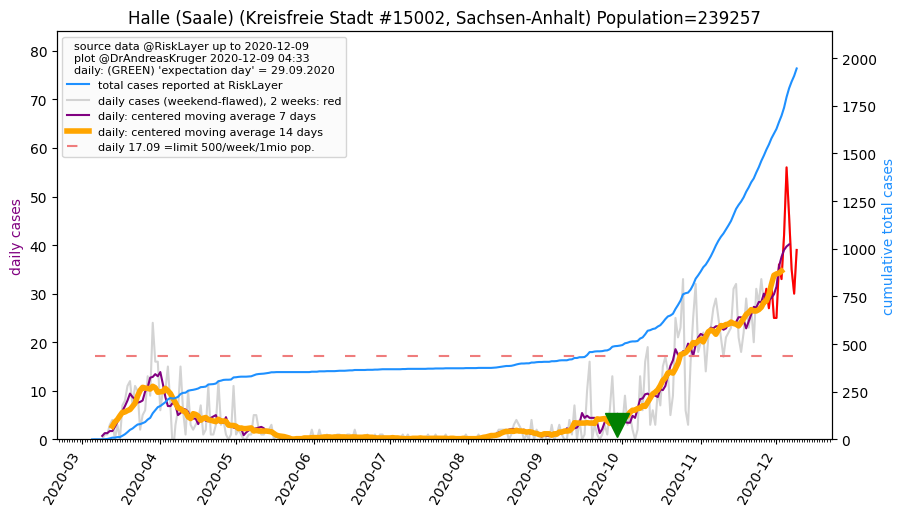 Halle (Saale) (Kreisfreie Stadt #15002, Sachsen-Anhalt) Population=239257
source data @RiskLayer up to 2020-12-09
plot @DrAndreasKruger 2020-12-09 04:33
daily: (GREEN) 'expectation day' = 29.09.2020
total cases reported at RiskLayer
daily cases (weekend-flawed), 2 weeks: red
daily: centered moving average 7 days
daily: centered moving average 14 days
daily 17.09 =limit 500/week/1mio pop.
daily cases
80
70
60
50
40
30
20
10
0
cumulative total cases
2000
1750
1500
1250
1000
750
500
250
0
2020-03
2020-04
2020-05
2020-06
2020-07
2020-08
2020-09
2020-10
2020-11
2020-12